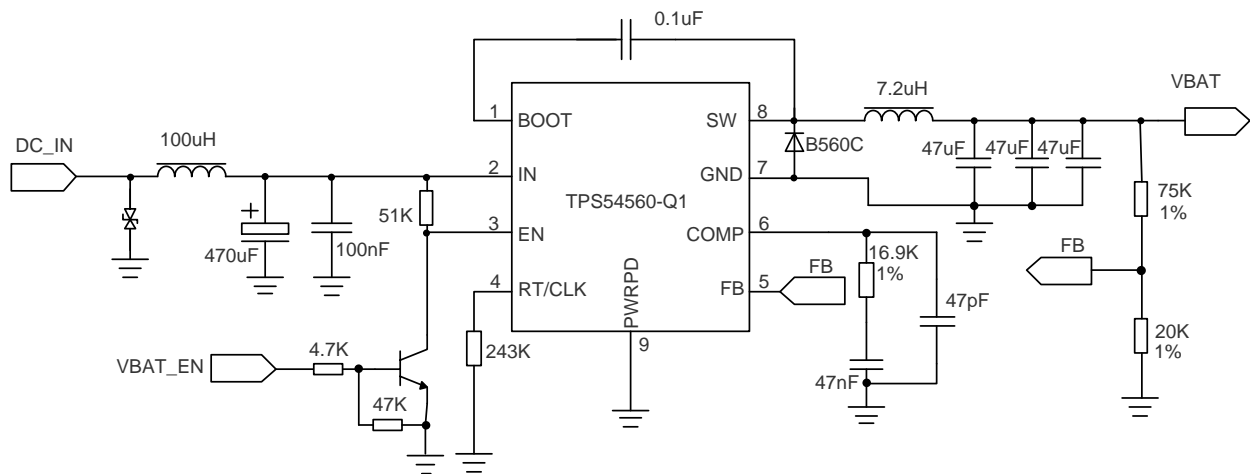 0.1uF
VBAT
7.2uH
1
BOOT
SW
8
100uH
DC_IN
B560C
47uF
47uF
47uF
2
IN
GND
7
TPS54560-Q1
75K
1%
51K
3
EN
COMP
6
+
470uF
100nF
16.9K
1%
FB
4
RT/CLK
FB
5
FB
PWRPD
47pF
243K
9
20K
1%
4.7K
VBAT_EN
47nF
47K